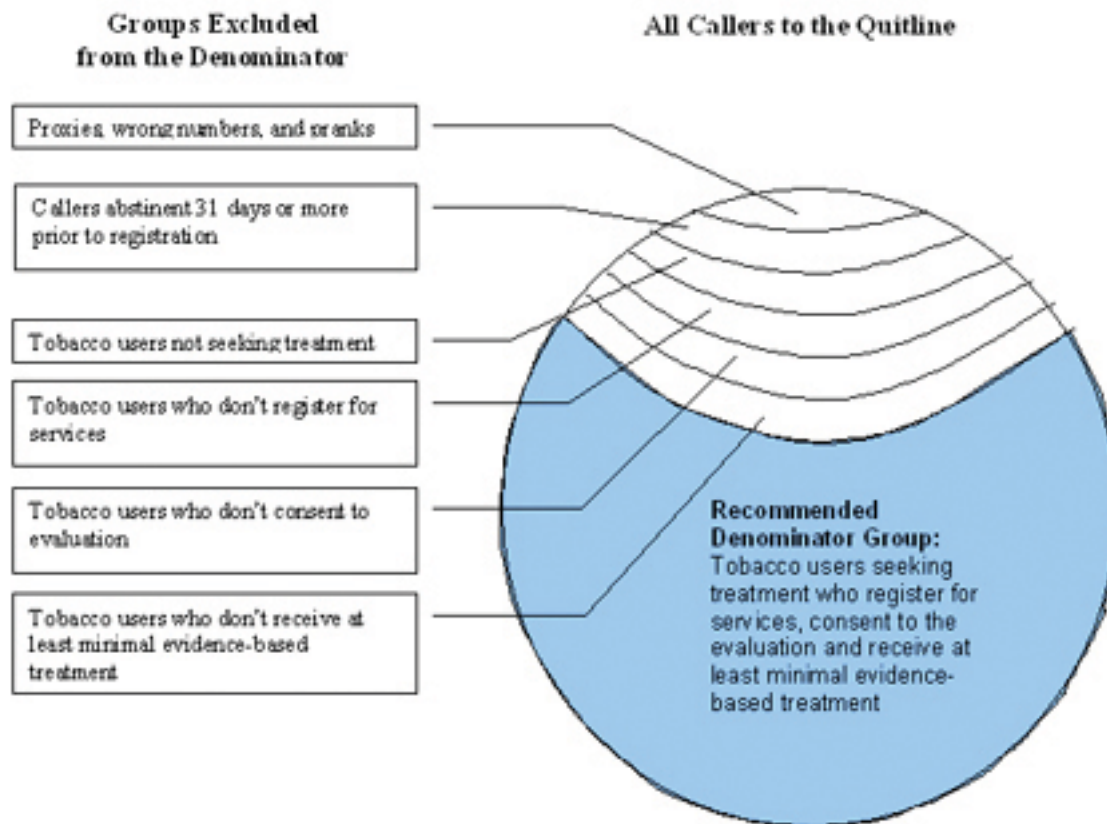 Groups Excluded
from the Denominator
All Callers to the Quitline
Proxies, wrong numbers, and pranks
Callers abstinent 31 days or more
prior to registration
Tobacco users not seeking treatment
Tobacco users who don't register for
services
Tobacco users who don't consent to
evaluation
Tobacco users who don't receive at
least minimal evidence-based
treatment
Recommended
Denominator Group:
Tobacco users seeking
treatment who register for
services, consent to the
evaluation and receive at
least minimal evidence-
based treatment